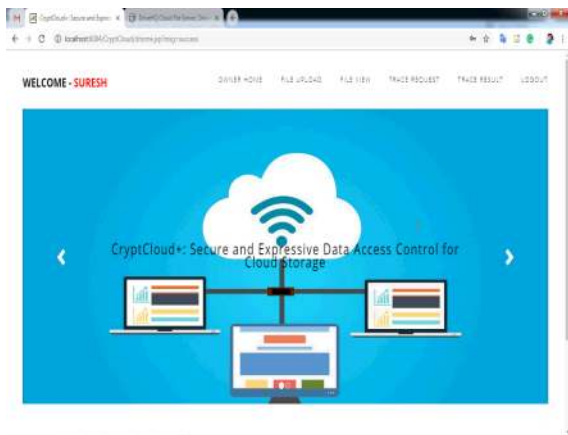 WELCOME - SURESH
OWNER HOME FILE UPLOAD FILE VIEW TRACE REQUEST TRACE RESULT LOGOUT
CryptCloud+: Secure and Expressive Data Access Control for
Cloud Storage